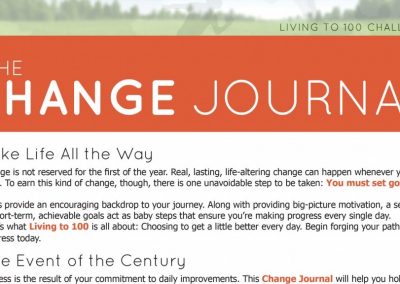 LIVING TO 100 CHALL
THE
CHANGE JOURNA
ke Life All the Way
ge is not reserved for the first of the year. Real, lasting, life-altering change can happen whenever y
. To earn this kind of change, though, there is one unavoidable step to be taken: You must set go
s provide an encouraging backdrop to your journey. Along with providing big-picture motivation, a se
ort-term, achievable goals act as baby steps that ensure you're making progress every single day.
s what Living to 100 is all about: Choosing to get a little better every day. Begin forging your path
ress today.
e Event of the Century
ess is the result of your commitment to daily improvements. This Change Journal will help you hol